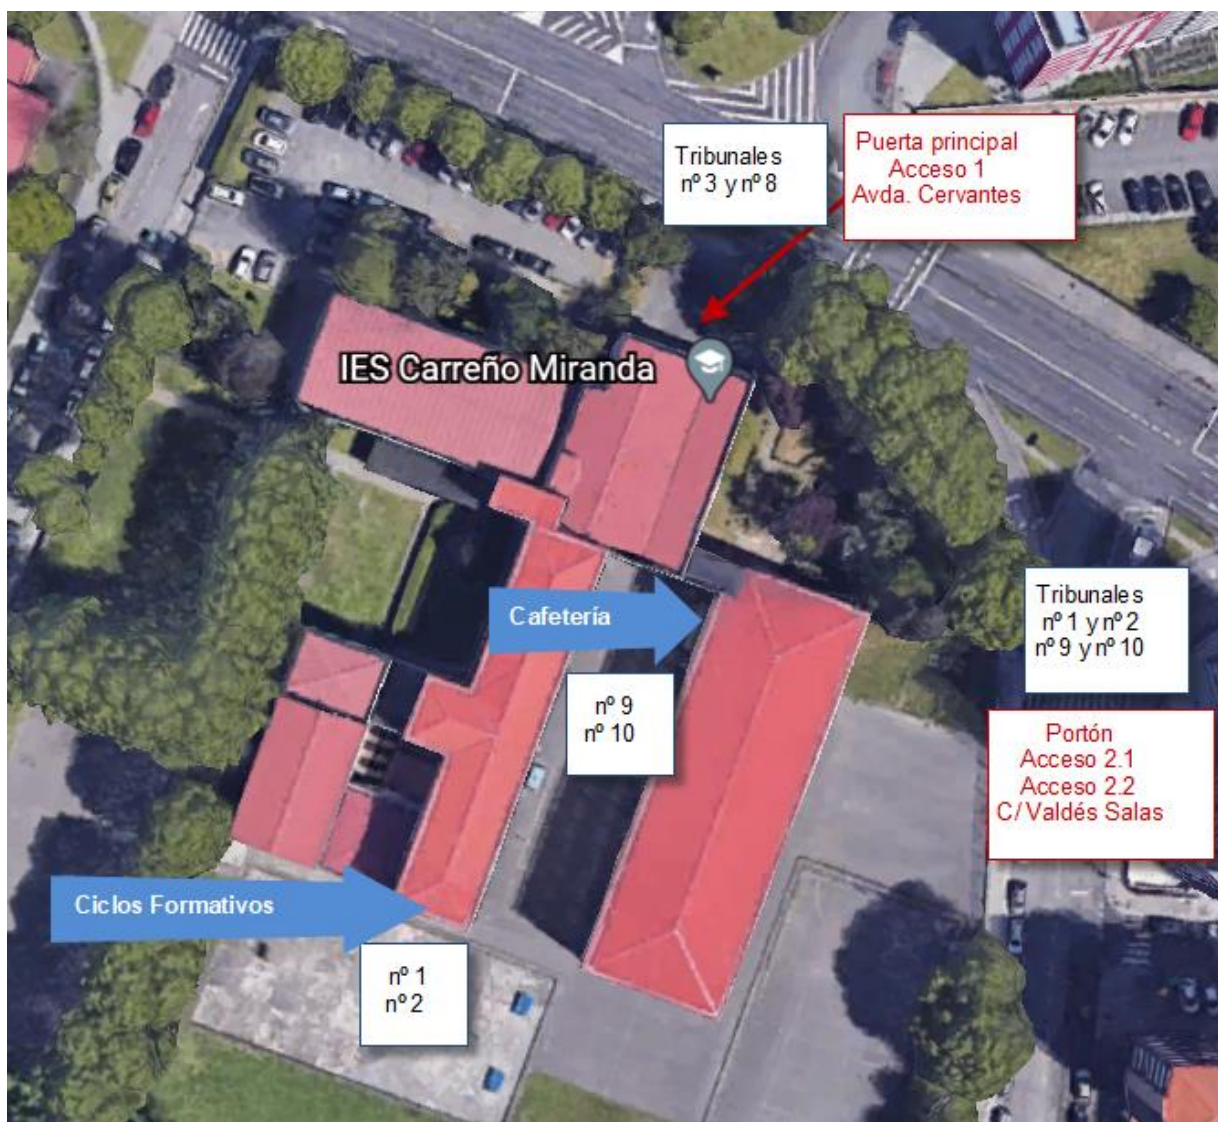 Tribunales
nº 3 y nº 8
Puerta principal
Acceso 1
Avda. Cervantes
IES Carreño Miranda
Cafetería
Tribunales
nº 1 y nº 2
nº 9 y nº 10
nº 9
nº 10
Portón
Acceso 2.1
Acceso 2.2
C/ Valdés Salas
Ciclos Formativos
nº 1
nº 2